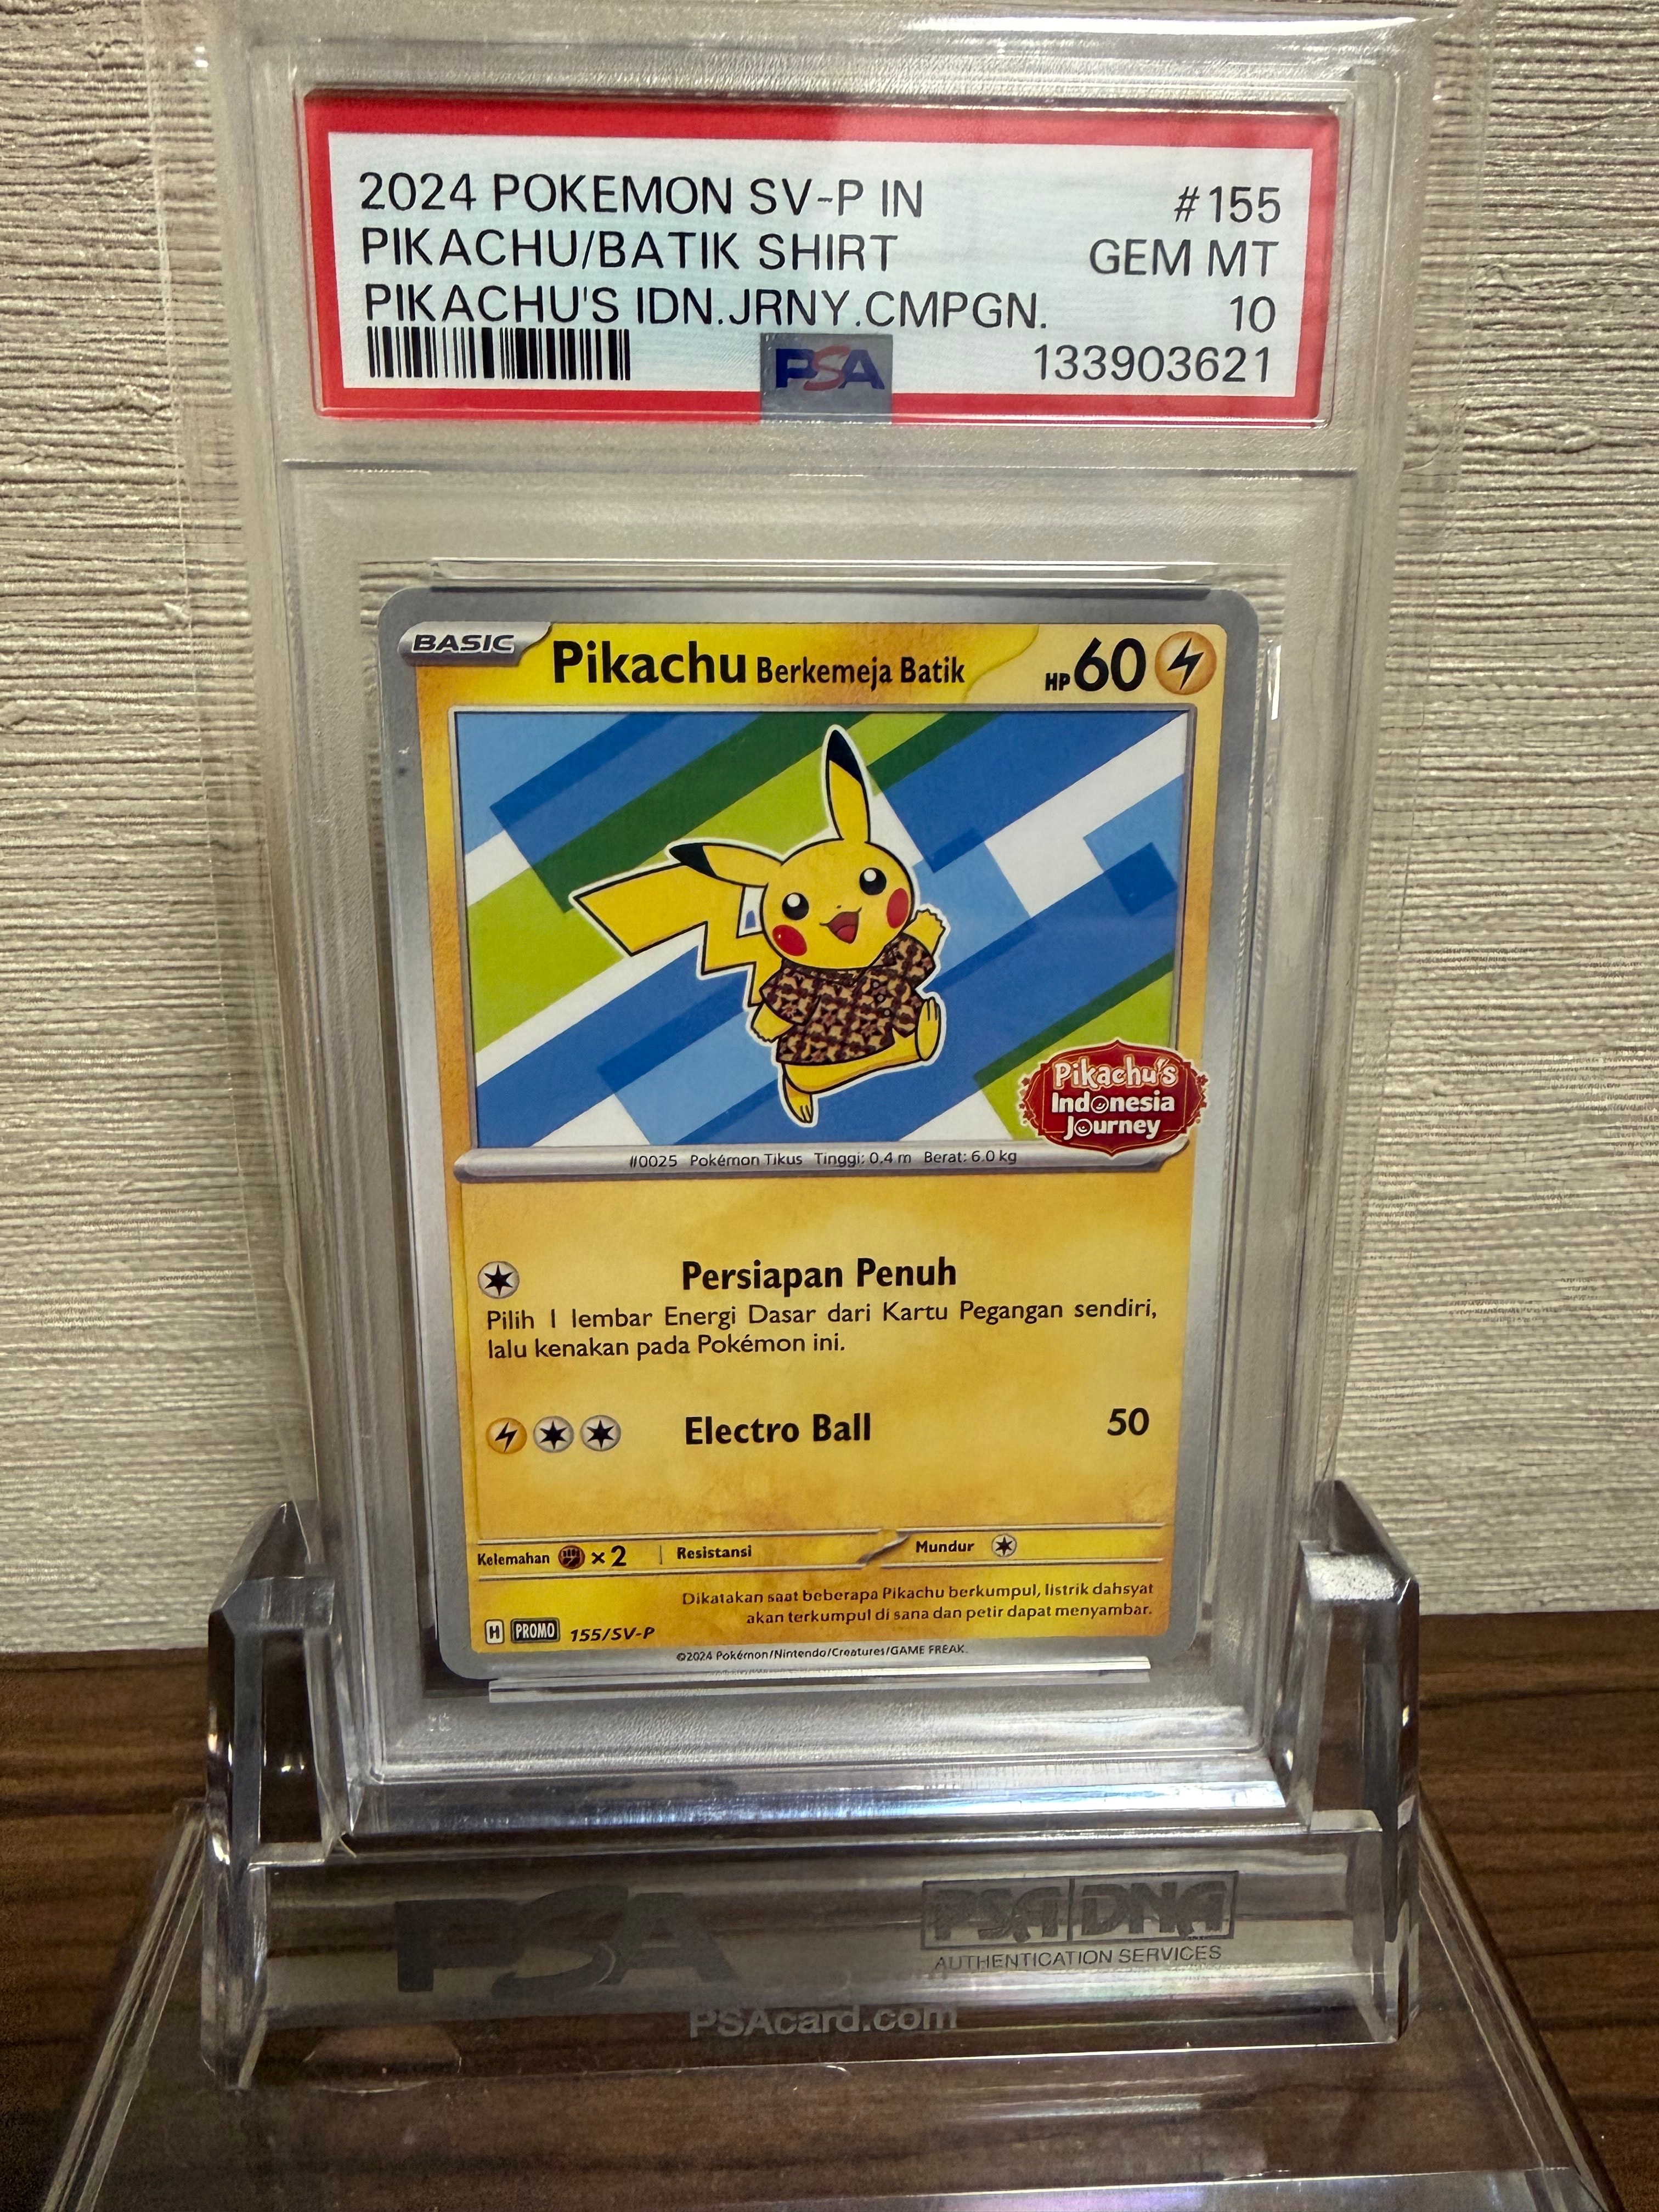 2024 POKEMON SV-P IN #155
PIKACHU/BATIK SHIRT GEM MT
PIKACHU'S IDN.JRNY.CMPGN. 10
PSA 133903621
BASIC Pikachu Berkemeja Batik HP 60
Pikachu's
Indonesia
Journey
#0025 Pokémon Tikus Tinggi: 0.4 m Berat: 6.0 kg
Persiapan Penuh
Pilih 1 lembar Energi Dasar dari Kartu Pegangan sendiri,
lalu kenakan pada Pokémon ini.
Electro Ball 50
Kelemahan ×2 Resistansi Mundur
Dikatakan saat beberapa Pikachu berkumpul, listrik dahsyat
akan terkumpul di sana dan petir dapat menyambar.
H PROMO 155/SV-P
©2024 Pokémon/Nintendo/Creatures/GAME FREAK.
PSA PSA DNA
AUTHENTICATION SERVICES
PSAcard.com